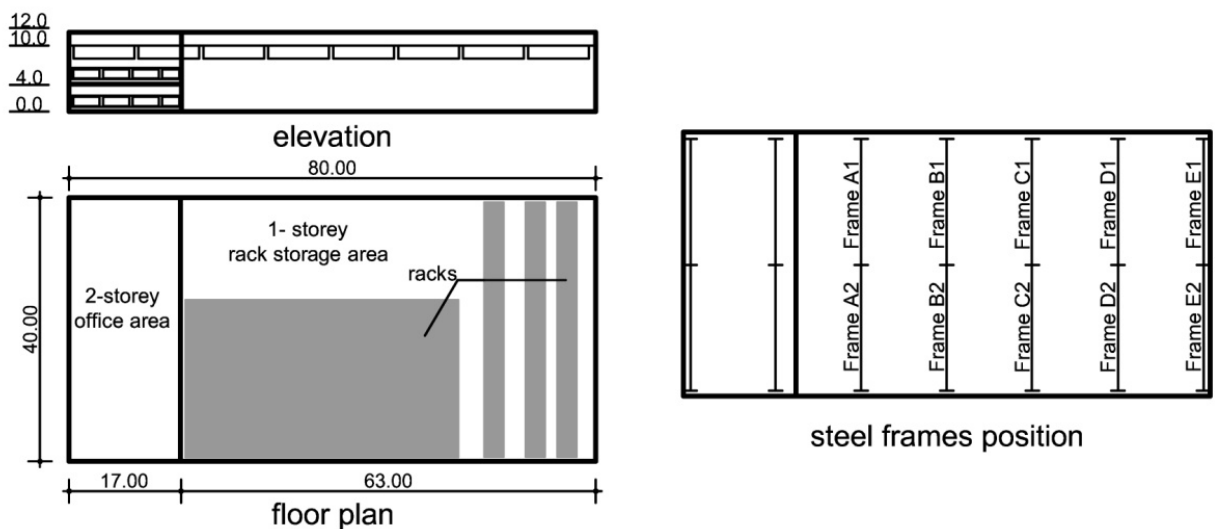 12.0
10.0
4.0
0.0
elevation
80.00
1- storey
rack storage area
racks
2-storey
office area
40.00
17.00
63.00
floor plan
Frame A1
Frame B1
Frame C1
Frame D1
Frame E1
Frame A2
Frame B2
Frame C2
Frame D2
Frame E2
steel frames position